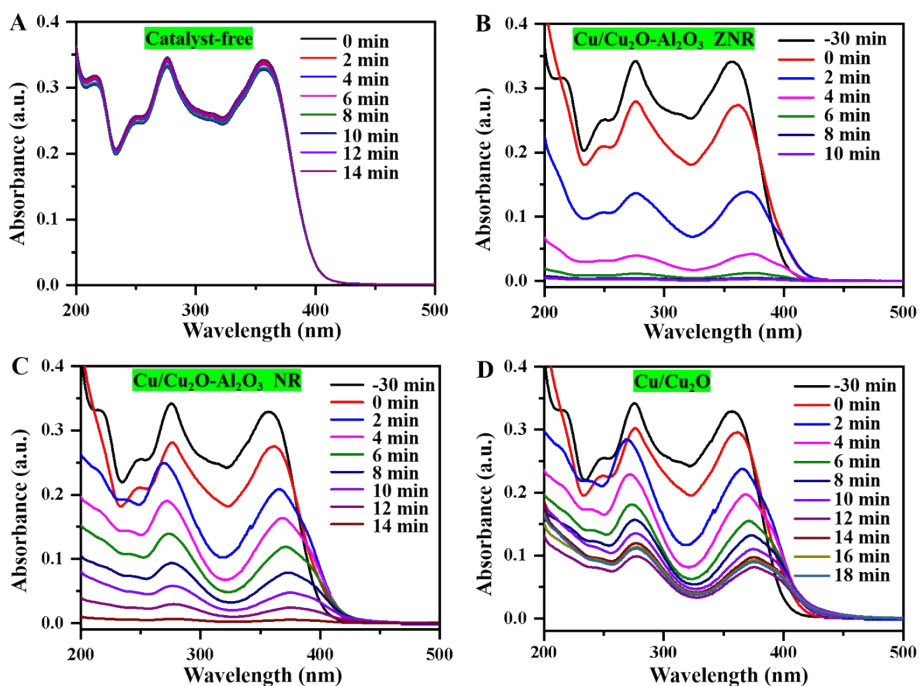 A
Catalyst-free
0 min
2 min
4 min
6 min
8 min
10 min
12 min
14 min
Absorbance (a.u.)
0.4
0.3
0.2
0.1
0.0
200
300
400
500
Wavelength (nm)
B
Cu/Cu₂O-Al₂O₃ ZNR
-30 min
0 min
2 min
4 min
6 min
8 min
10 min
Absorbance (a.u.)
0.4
0.3
0.2
0.1
0.0
200
300
400
500
Wavelength (nm)
C
Cu/Cu₂O-Al₂O₃ NR
-30 min
0 min
2 min
4 min
6 min
8 min
10 min
12 min
14 min
Absorbance (a.u.)
0.4
0.3
0.2
0.1
0.0
200
300
400
500
Wavelength (nm)
D
Cu/Cu₂O
-30 min
0 min
2 min
4 min
6 min
8 min
10 min
12 min
14 min
16 min
18 min
Absorbance (a.u.)
0.4
0.3
0.2
0.1
0.0
200
300
400
500
Wavelength (nm)